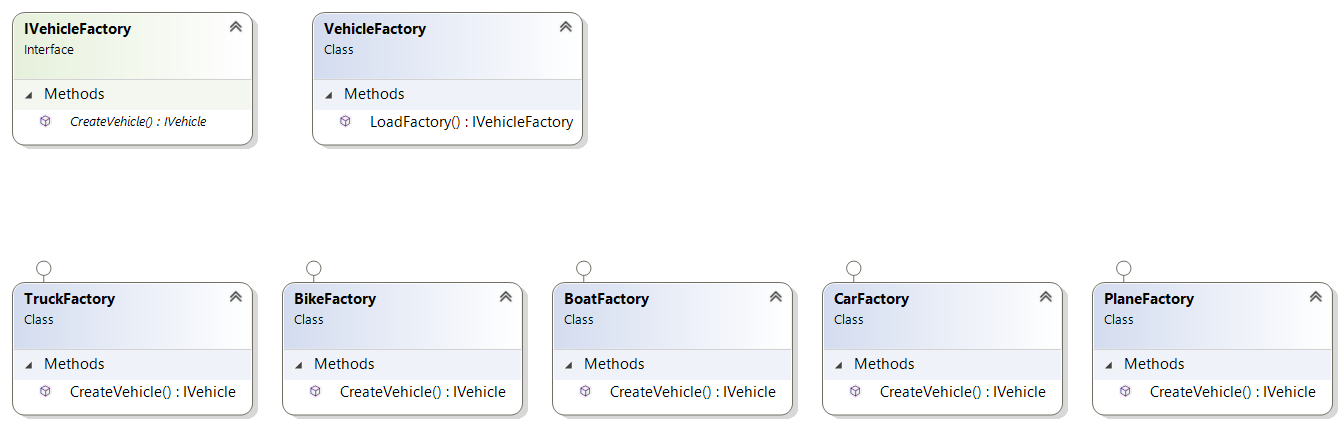 IVehicleFactory
Interface
Methods
CreateVehicle() : IVehicle
VehicleFactory
Class
Methods
LoadFactory() : IVehicleFactory
TruckFactory
Class
Methods
CreateVehicle() : IVehicle
BikeFactory
Class
Methods
CreateVehicle() : IVehicle
BoatFactory
Class
Methods
CreateVehicle() : IVehicle
CarFactory
Class
Methods
CreateVehicle() : IVehicle
PlaneFactory
Class
Methods
CreateVehicle() : IVehicle